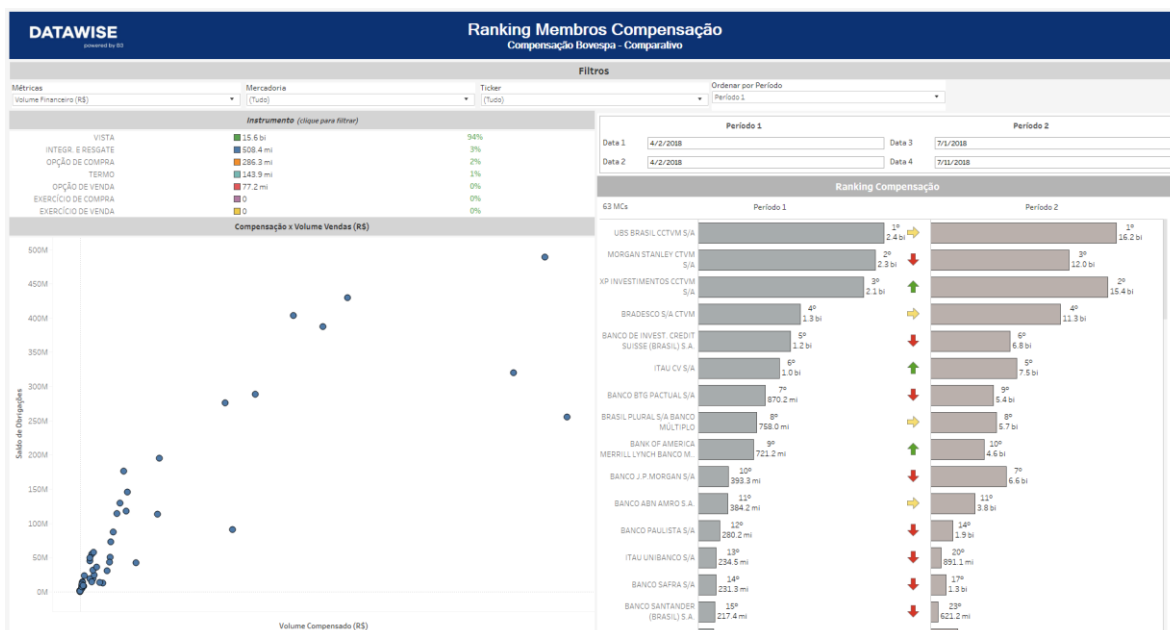 DATAWISE
powered by B3
Ranking Membros Compensação
Compensação Bovespa - Comparativo
Filtros
Métricas
Volume Financeiro (R$)
Mercadoria
(Tudo)
Ticker
(Tudo)
Ordenar por Período
Período 1
Instrumento (clique para filtrar)
VISTA 15.6 bi 94%
INTEGR. E RESGATE 508.4 mi 3%
OPÇÃO DE COMPRA 286.3 mi 2%
TERMO 143.9 mi 1%
OPÇÃO DE VENDA 77.2 mi 0%
EXERCÍCIO DE COMPRA 0 0%
EXERCÍCIO DE VENDA 0 0%
Período 1 Período 2
Data 1 4/2/2018 Data 3 7/1/2018
Data 2 4/2/2018 Data 4 7/11/2018
Compensação x Volume Vendas (R$)
Saldo de Obrigações
500M
450M
400M
350M
300M
250M
200M
150M
100M
50M
0M
Volume Compensado (R$)
Ranking Compensação
63 MCs Período 1 Período 2
UBS BRASIL CCTVM S/A 1º 2.4 bi 1º 16.2 bi
MORGAN STANLEY CTVM
S/A 2º 2.3 bi 3º 12.0 bi
XP INVESTIMENTOS CCTVM
S/A 3º 2.1 bi 2º 15.4 bi
BRADESCO S/A CTVM 4º 1.3 bi 4º 11.3 bi
BANCO DE INVEST. CREDIT
SUISSE (BRASIL) S.A. 5º 1.2 bi 6º 6.8 bi
ITAU CV S/A 6º 1.0 bi 5º 7.5 bi
BANCO BTG PACTUAL S/A 7º 870.2 mi 9º 5.4 bi
BRASIL PLURAL S/A BANCO
MÚLTIPLO 8º 758.0 mi 8º 5.7 bi
BANK OF AMERICA
MERRILL LYNCH BANCO M.. 9º 721.2 mi 10º 4.6 bi
BANCO J.P.MORGAN S/A 10º 393.3 mi 7º 6.6 bi
BANCO ABN AMRO S.A. 11º 384.2 mi 11º 3.8 bi
BANCO PAULISTA S/A 12º 280.2 mi 14º 1.9 bi
ITAU UNIBANCO S/A 13º 234.5 mi 20º 891.1 mi
BANCO SAFRA S/A 14º 231.3 mi 17º 1.3 bi
BANCO SANTANDER
(BRASIL) S.A. 15º 217.4 mi 23º 621.2 mi